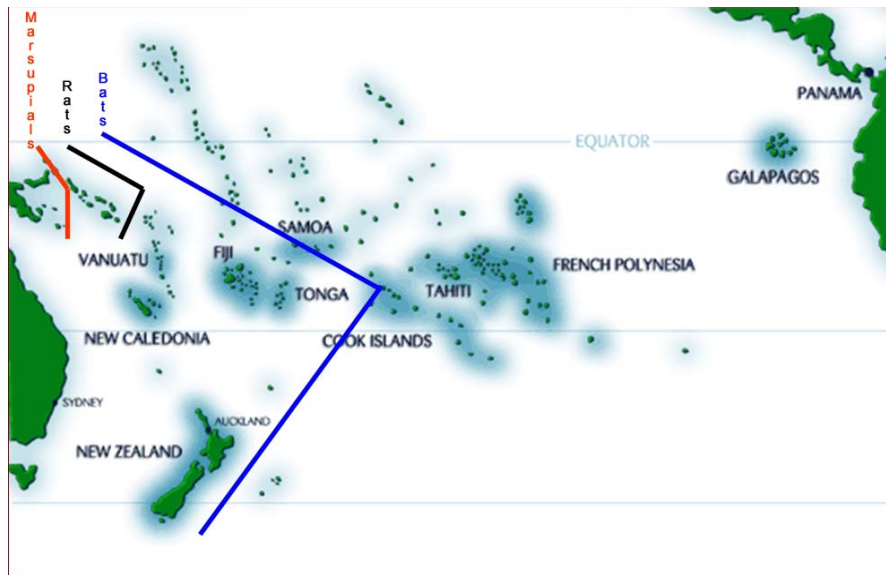 Marsupials
Rats
Bats
PANAMA
EQUATOR
GALAPAGOS
SAMOA
VANUATU
FIJI
FRENCH POLYNESIA
TONGA
TAHITI
NEW CALEDONIA
COOK ISLANDS
SYDNEY
AUCKLAND
NEW ZEALAND